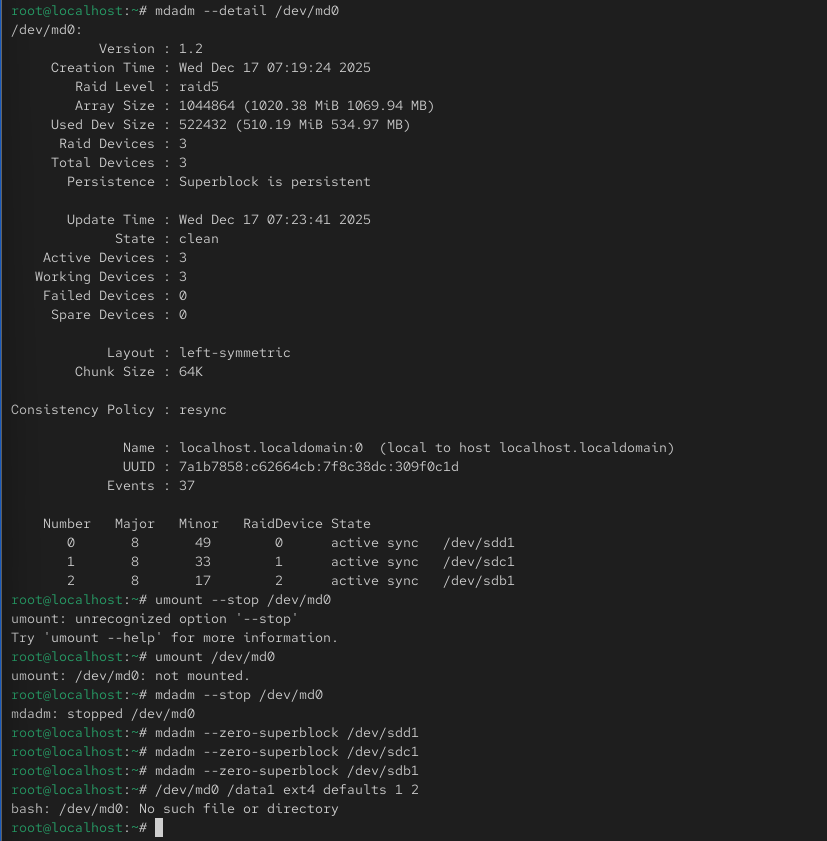 root@localhost:~# mdadm --detail /dev/md0
/dev/md0:
           Version : 1.2
     Creation Time : Wed Dec 17 07:19:24 2025
        Raid Level : raid5
        Array Size : 1044864 (1020.38 MiB 1069.94 MB)
     Used Dev Size : 522432 (510.19 MiB 534.97 MB)
      Raid Devices : 3
     Total Devices : 3
       Persistence : Superblock is persistent

       Update Time : Wed Dec 17 07:23:41 2025
             State : clean
    Active Devices : 3
   Working Devices : 3
    Failed Devices : 0
     Spare Devices : 0

            Layout : left-symmetric
        Chunk Size : 64K

Consistency Policy : resync

              Name : localhost.localdomain:0  (local to host localhost.localdomain)
              UUID : 7a1b7858:c62664cb:7f8c38dc:309f0c1d
            Events : 37

    Number   Major   Minor   RaidDevice State
       0       8       49        0      active sync   /dev/sdd1
       1       8       33        1      active sync   /dev/sdc1
       2       8       17        2      active sync   /dev/sdb1
root@localhost:~# umount --stop /dev/md0
umount: unrecognized option '--stop'
Try 'umount --help' for more information.
root@localhost:~# umount /dev/md0
umount: /dev/md0: not mounted.
root@localhost:~# mdadm --stop /dev/md0
mdadm: stopped /dev/md0
root@localhost:~# mdadm --zero-superblock /dev/sdd1
root@localhost:~# mdadm --zero-superblock /dev/sdc1
root@localhost:~# mdadm --zero-superblock /dev/sdb1
root@localhost:~# /dev/md0 /data1 ext4 defaults 1 2
bash: /dev/md0: No such file or directory
root@localhost:~#